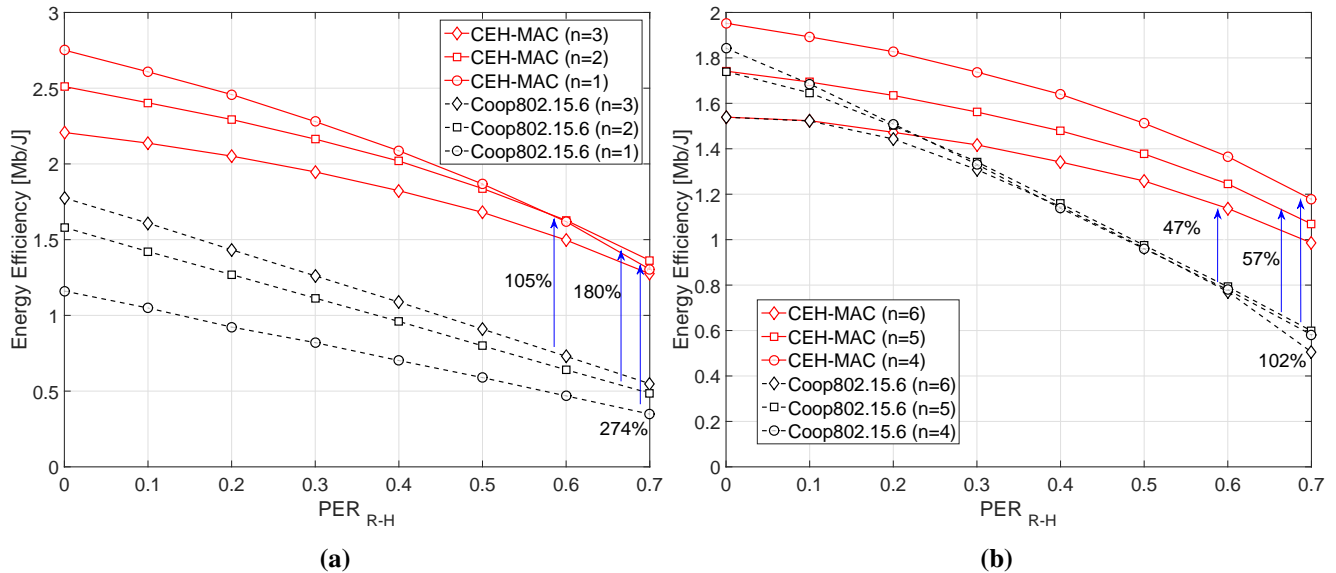 3
2.5
2
1.5
1
0.5
0
Energy Efficiency [Mb/J]
CEH-MAC (n=3)
CEH-MAC (n=2)
CEH-MAC (n=1)
Coop802.15.6 (n=3)
Coop802.15.6 (n=2)
Coop802.15.6 (n=1)
105%
180%
274%
0 0.1 0.2 0.3 0.4 0.5 0.6 0.7
PER R-H
(a)
2
1.8
1.6
1.4
1.2
1
0.8
0.6
0.4
0.2
0
Energy Efficiency [Mb/J]
47%
57%
102%
CEH-MAC (n=6)
CEH-MAC (n=5)
CEH-MAC (n=4)
Coop802.15.6 (n=6)
Coop802.15.6 (n=5)
Coop802.15.6 (n=4)
0 0.1 0.2 0.3 0.4 0.5 0.6 0.7
PER R-H
(b)